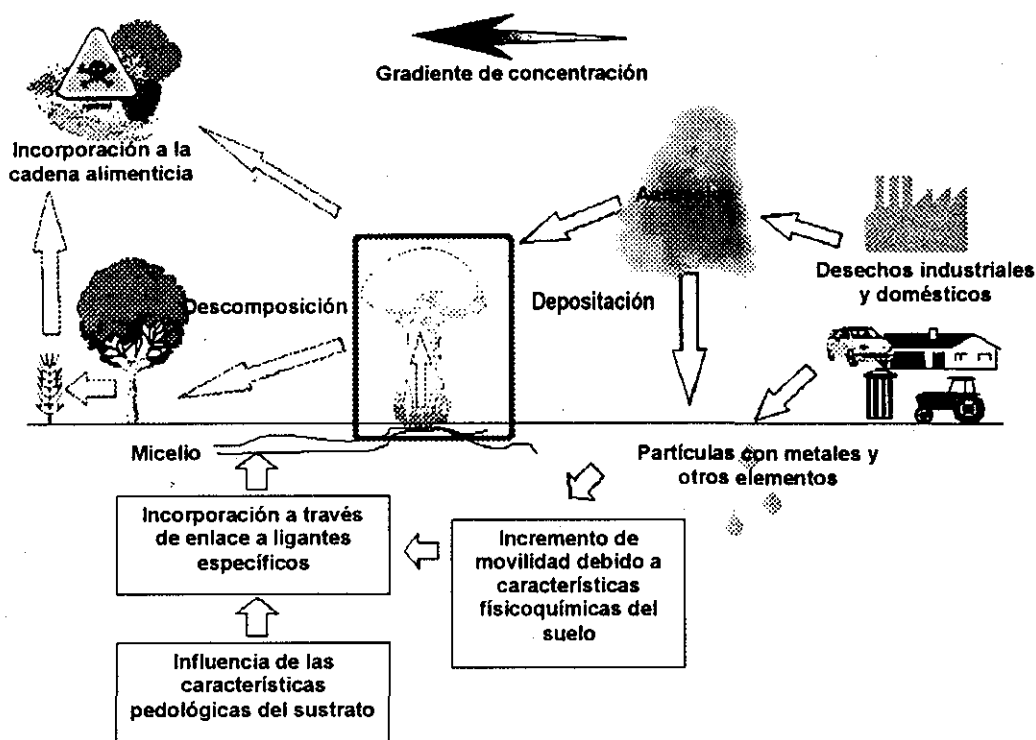 Gradiente de concentración
Incorporación a la
cadena alimenticia
Desechos industriales
y domésticos
Descomposición
Depositación
Micelio
Partículas con metales y
otros elementos
Incorporación a través
de enlace a ligantes
específicos
Incremento de
movilidad debido a
características
físicoquímicas del
suelo
Influencia de las
características
pedológicas del sustrato